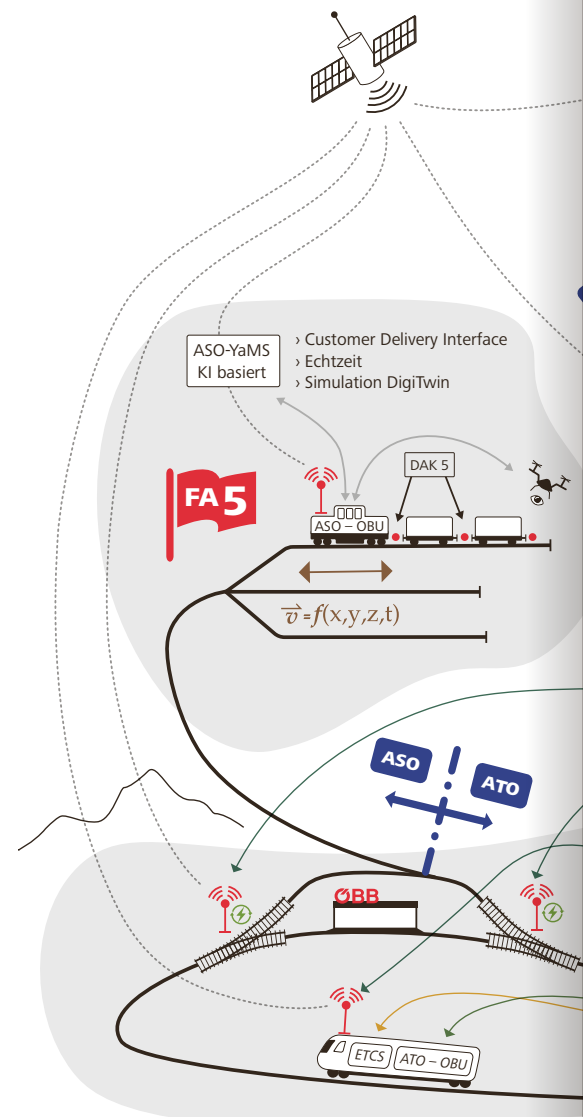 ASO-YaMS
KI basiert
› Customer Delivery Interface
› Echtzeit
› Simulation DigiTwin
DAK 5
FA 5
ASO – OBU
v⃗=f(x,y,z,t)
ASO
ATO
ÖBB
ETCS
ATO – OBU